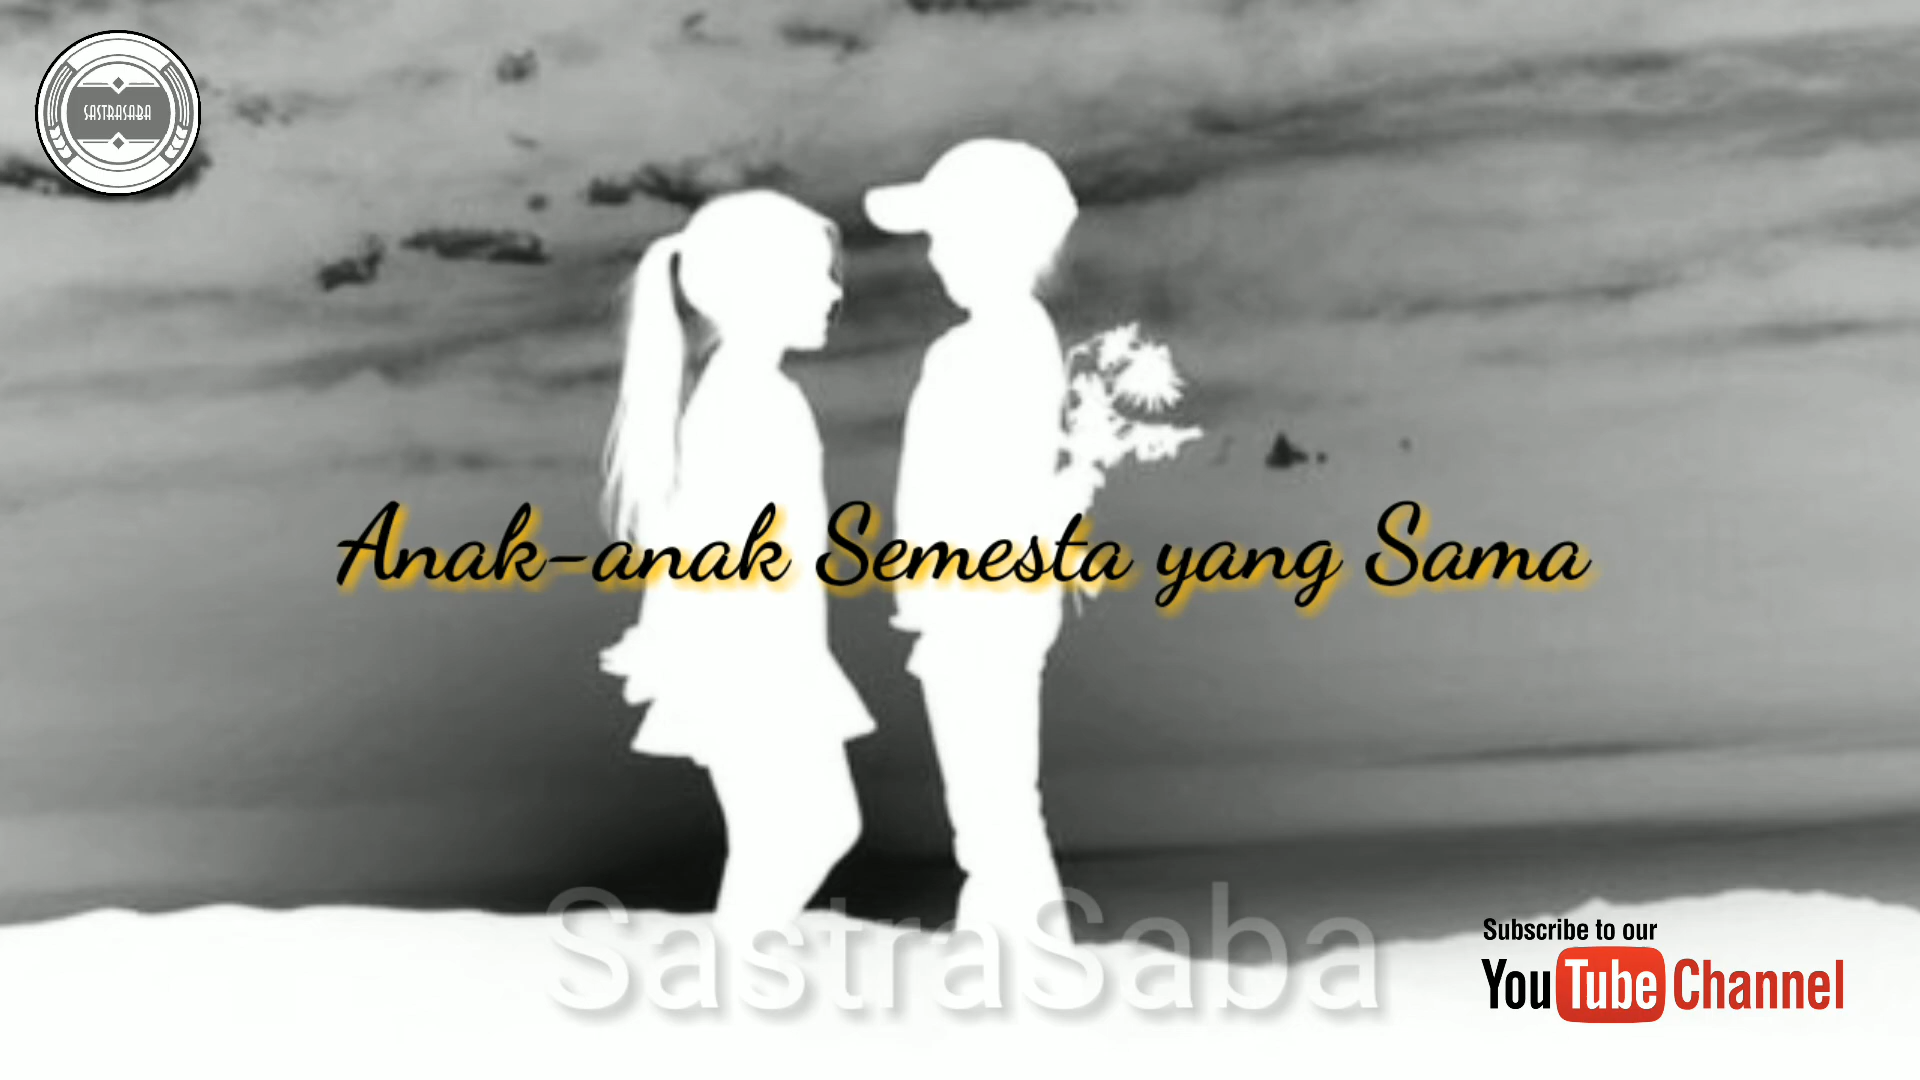 SASTRASABA
Anak-anak Semesta yang Sama
SastraSaba
Subscribe to our
YouTube Channel